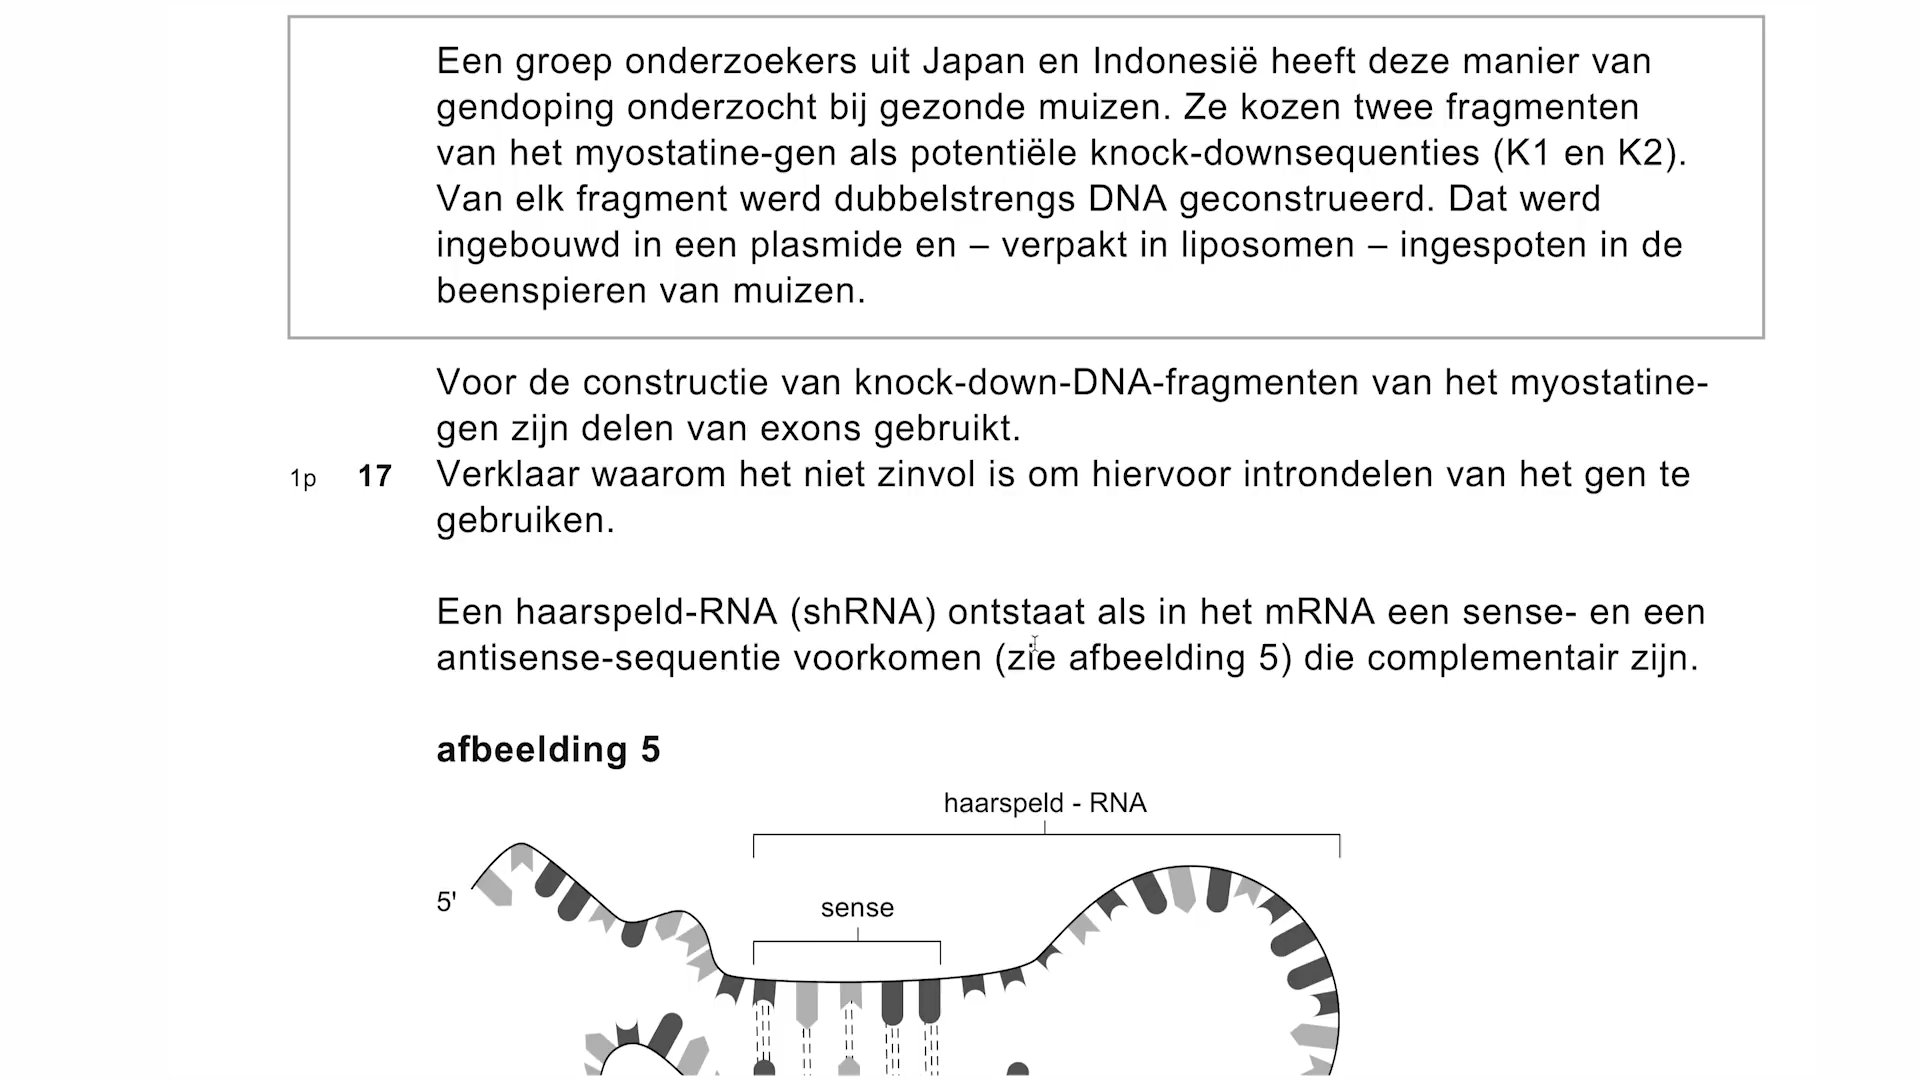 Een groep onderzoekers uit Japan en Indonesië heeft deze manier van
gendoping onderzocht bij gezonde muizen. Ze kozen twee fragmenten
van het myostatine-gen als potentiële knock-downsequenties (K1 en K2).
Van elk fragment werd dubbelstrengs DNA geconstrueerd. Dat werd
ingebouwd in een plasmide en – verpakt in liposomen – ingespoten in de
beenspieren van muizen.
Voor de constructie van knock-down-DNA-fragmenten van het myostatine-
gen zijn delen van exons gebruikt.
1p 17 Verklaar waarom het niet zinvol is om hiervoor introndelen van het gen te
gebruiken.
Een haarspeld-RNA (shRNA) ontstaat als in het mRNA een sense- en een
antisense-sequentie voorkomen (zie afbeelding 5) die complementair zijn.
afbeelding 5
haarspeld - RNA
5'
sense